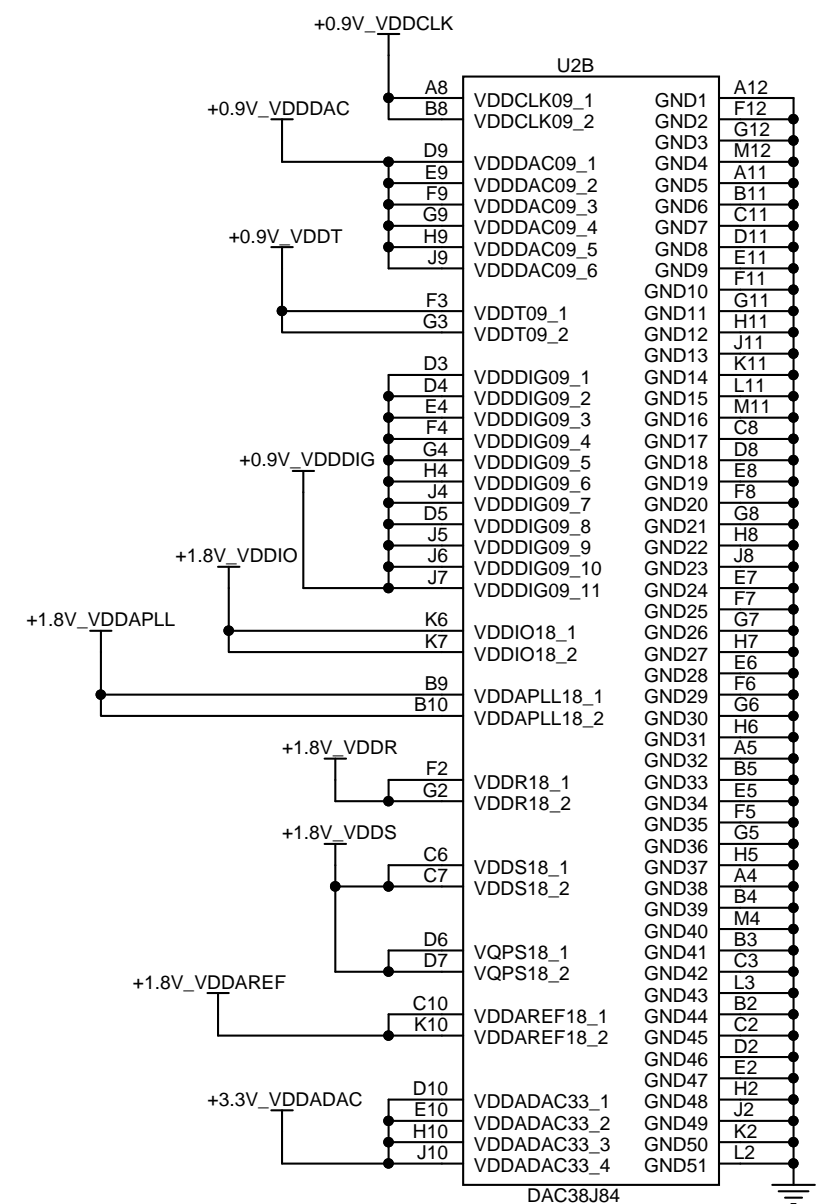 +0.9V_VDDCLK
U2B
A8 VDDCLK09_1
B8 VDDCLK09_2
+0.9V_VDDDAC
D9 VDDDAC09_1
E9 VDDDAC09_2
F9 VDDDAC09_3
G9 VDDDAC09_4
H9 VDDDAC09_5
J9 VDDDAC09_6
+0.9V_VDDT
F3 VDDT09_1
G3 VDDT09_2
D3 VDDDIG09_1
D4 VDDDIG09_2
E4 VDDDIG09_3
F4 VDDDIG09_4
G4 VDDDIG09_5
+0.9V_VDDDIG
H4 VDDDIG09_6
J4 VDDDIG09_7
D5 VDDDIG09_8
J5 VDDDIG09_9
J6 VDDDIG09_10
J7 VDDDIG09_11
+1.8V_VDDIO
K6 VDDIO18_1
K7 VDDIO18_2
+1.8V_VDDAPLL
B9 VDDAPLL18_1
B10 VDDAPLL18_2
+1.8V_VDDR
F2 VDDR18_1
G2 VDDR18_2
+1.8V_VDDS
C6 VDDS18_1
C7 VDDS18_2
D6 VQPS18_1
D7 VQPS18_2
+1.8V_VDDAREF
C10 VDDAREF18_1
K10 VDDAREF18_2
+3.3V_VDDADAC
D10 VDDADAC33_1
E10 VDDADAC33_2
H10 VDDADAC33_3
J10 VDDADAC33_4
GND1 A12
GND2 F12
GND3 G12
GND4 M12
GND5 A11
GND6 B11
GND7 C11
GND8 D11
GND9 E11
GND10 F11
GND11 G11
GND12 H11
GND13 J11
GND14 K11
GND15 L11
GND16 M11
GND17 C8
GND18 D8
GND19 E8
GND20 F8
GND21 G8
GND22 H8
GND23 J8
GND24 E7
GND25 F7
GND26 G7
GND27 H7
GND28 E6
GND29 F6
GND30 G6
GND31 H6
GND32 A5
GND33 B5
GND34 E5
GND35 F5
GND36 G5
GND37 H5
GND38 A4
GND39 B4
GND40 M4
GND41 B3
GND42 C3
GND43 L3
GND44 B2
GND45 C2
GND46 D2
GND47 E2
GND48 H2
GND49 J2
GND50 K2
GND51 L2
DAC38J84